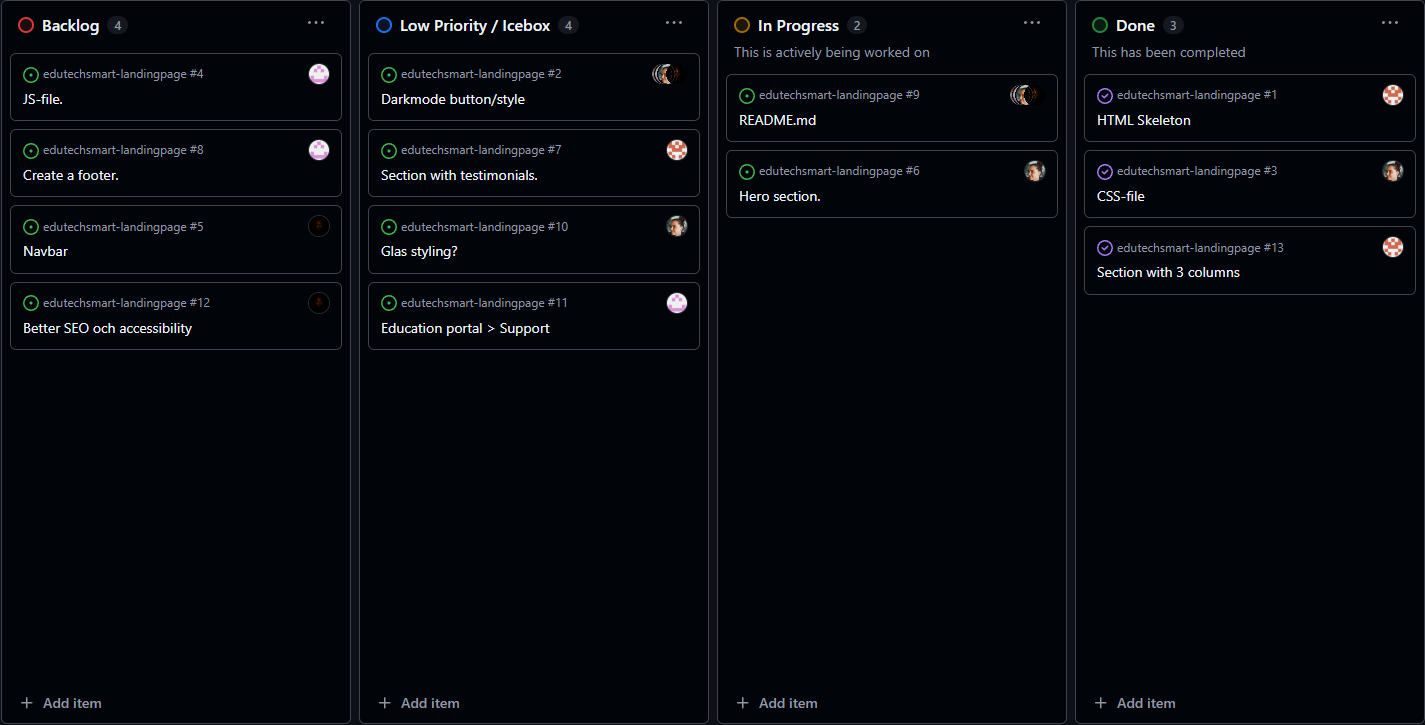 Backlog 4
edutechsmart-landingpage #4
JS-file.
edutechsmart-landingpage #8
Create a footer.
edutechsmart-landingpage #5
Navbar
edutechsmart-landingpage #12
Better SEO och accessibility
+ Add item
Low Priority / Icebox 4
edutechsmart-landingpage #2
Darkmode button/style
edutechsmart-landingpage #7
Section with testimonials.
edutechsmart-landingpage #10
Glas styling?
edutechsmart-landingpage #11
Education portal > Support
+ Add item
In Progress 2
This is actively being worked on
edutechsmart-landingpage #9
README.md
edutechsmart-landingpage #6
Hero section.
+ Add item
Done 3
This has been completed
edutechsmart-landingpage #1
HTML Skeleton
edutechsmart-landingpage #3
CSS-file
edutechsmart-landingpage #13
Section with 3 columns
+ Add item